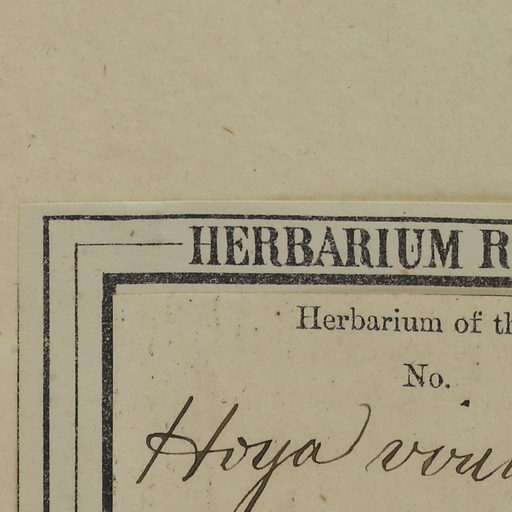 HERBARIUM R
Herbarium of th
No.
Hoya